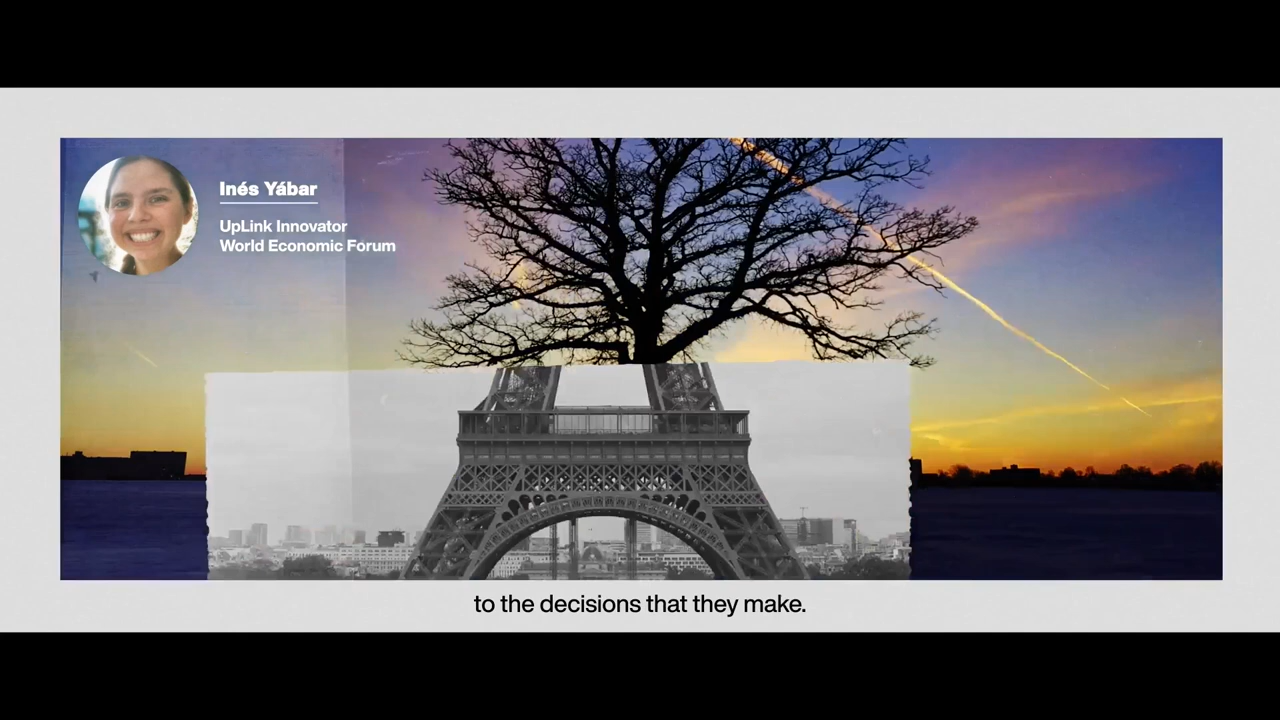 Inés Yábar
UpLink Innovator
World Economic Forum
to the decisions that they make.